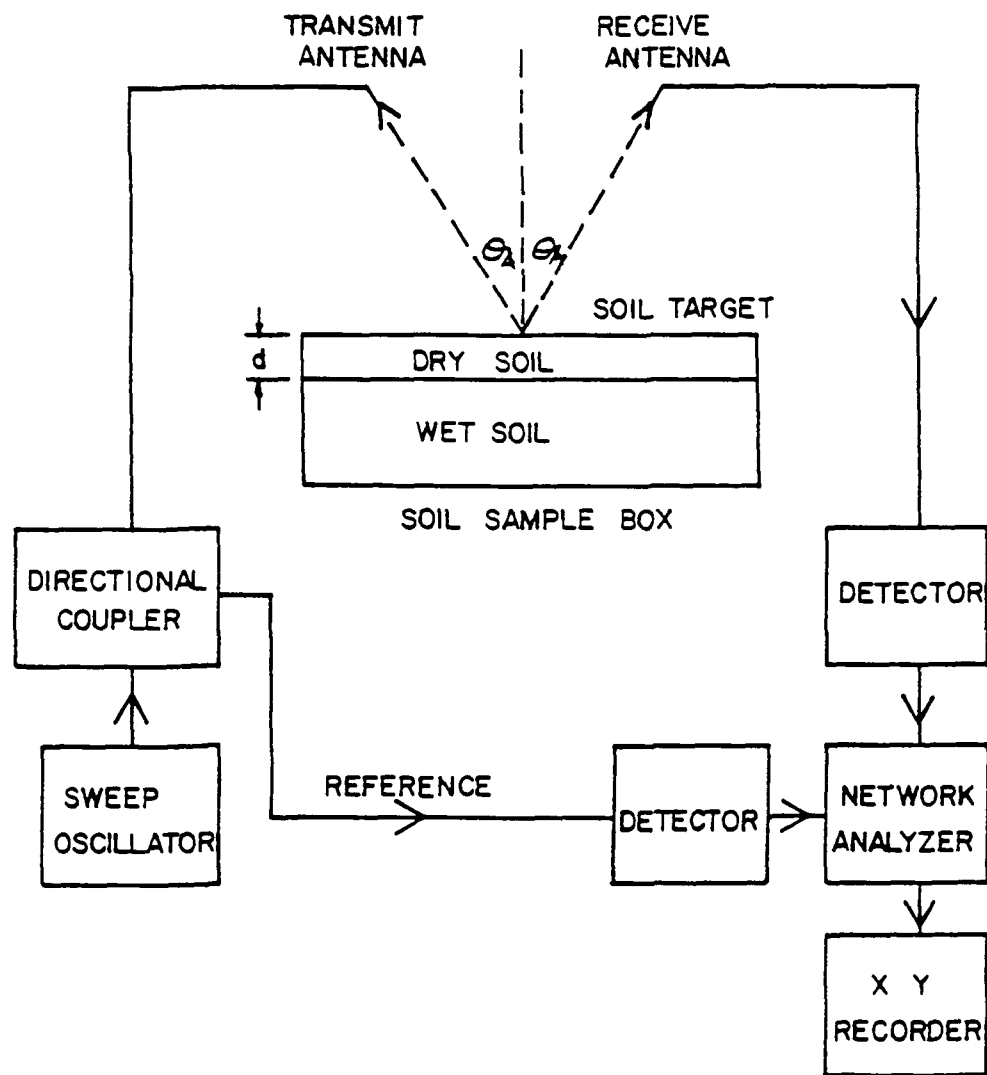 TRANSMIT
ANTENNA
RECEIVE
ANTENNA
SOIL TARGET
d
DRY SOIL
WET SOIL
SOIL SAMPLE BOX
DIRECTIONAL
COUPLER
DETECTOR
SWEEP
OSCILLATOR
REFERENCE
DETECTOR
NETWORK
ANALYZER
X Y
RECORDER